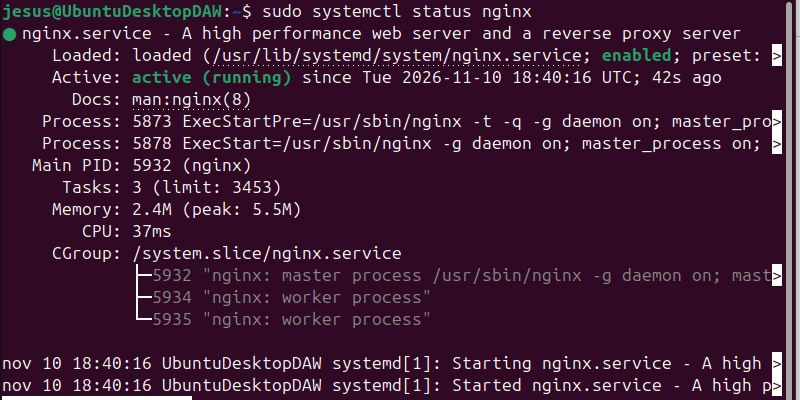 jesus@UbuntuDesktopDAW:~$ sudo systemctl status nginx
● nginx.service - A high performance web server and a reverse proxy server
Loaded: loaded (/usr/lib/systemd/system/nginx.service; enabled; preset: >
Active: active (running) since Tue 2026-11-10 18:40:16 UTC; 42s ago
Docs: man:nginx(8)
Process: 5873 ExecStartPre=/usr/sbin/nginx -t -q -g daemon on; master_pro>
Process: 5878 ExecStart=/usr/sbin/nginx -g daemon on; master_process on; >
Main PID: 5932 (nginx)
Tasks: 3 (limit: 3453)
Memory: 2.4M (peak: 5.5M)
CPU: 37ms
CGroup: /system.slice/nginx.service
├─5932 "nginx: master process /usr/sbin/nginx -g daemon on; mast>
├─5934 "nginx: worker process"
└─5935 "nginx: worker process"
nov 10 18:40:16 UbuntuDesktopDAW systemd[1]: Starting nginx.service - A high >
nov 10 18:40:16 UbuntuDesktopDAW systemd[1]: Started nginx.service - A high p>